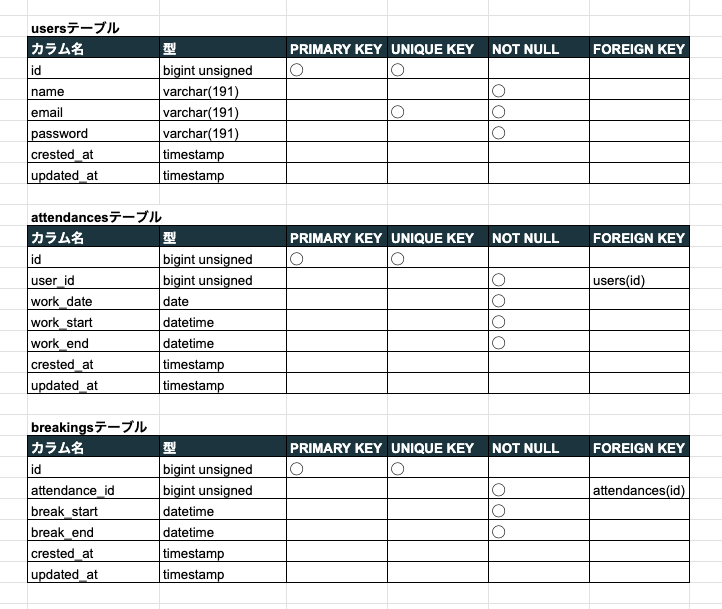 usersテーブル
カラム名 型 PRIMARY KEY UNIQUE KEY NOT NULL FOREIGN KEY
id bigint unsigned ○ ○
name varchar(191) ○
email varchar(191) ○ ○
password varchar(191) ○
crested_at timestamp
updated_at timestamp
attendancesテーブル
カラム名 型 PRIMARY KEY UNIQUE KEY NOT NULL FOREIGN KEY
id bigint unsigned ○ ○
user_id bigint unsigned ○ users(id)
work_date date ○
work_start datetime ○
work_end datetime ○
crested_at timestamp
updated_at timestamp
breakingsテーブル
カラム名 型 PRIMARY KEY UNIQUE KEY NOT NULL FOREIGN KEY
id bigint unsigned ○ ○
attendance_id bigint unsigned ○ attendances(id)
break_start datetime ○
break_end datetime ○
crested_at timestamp
updated_at timestamp